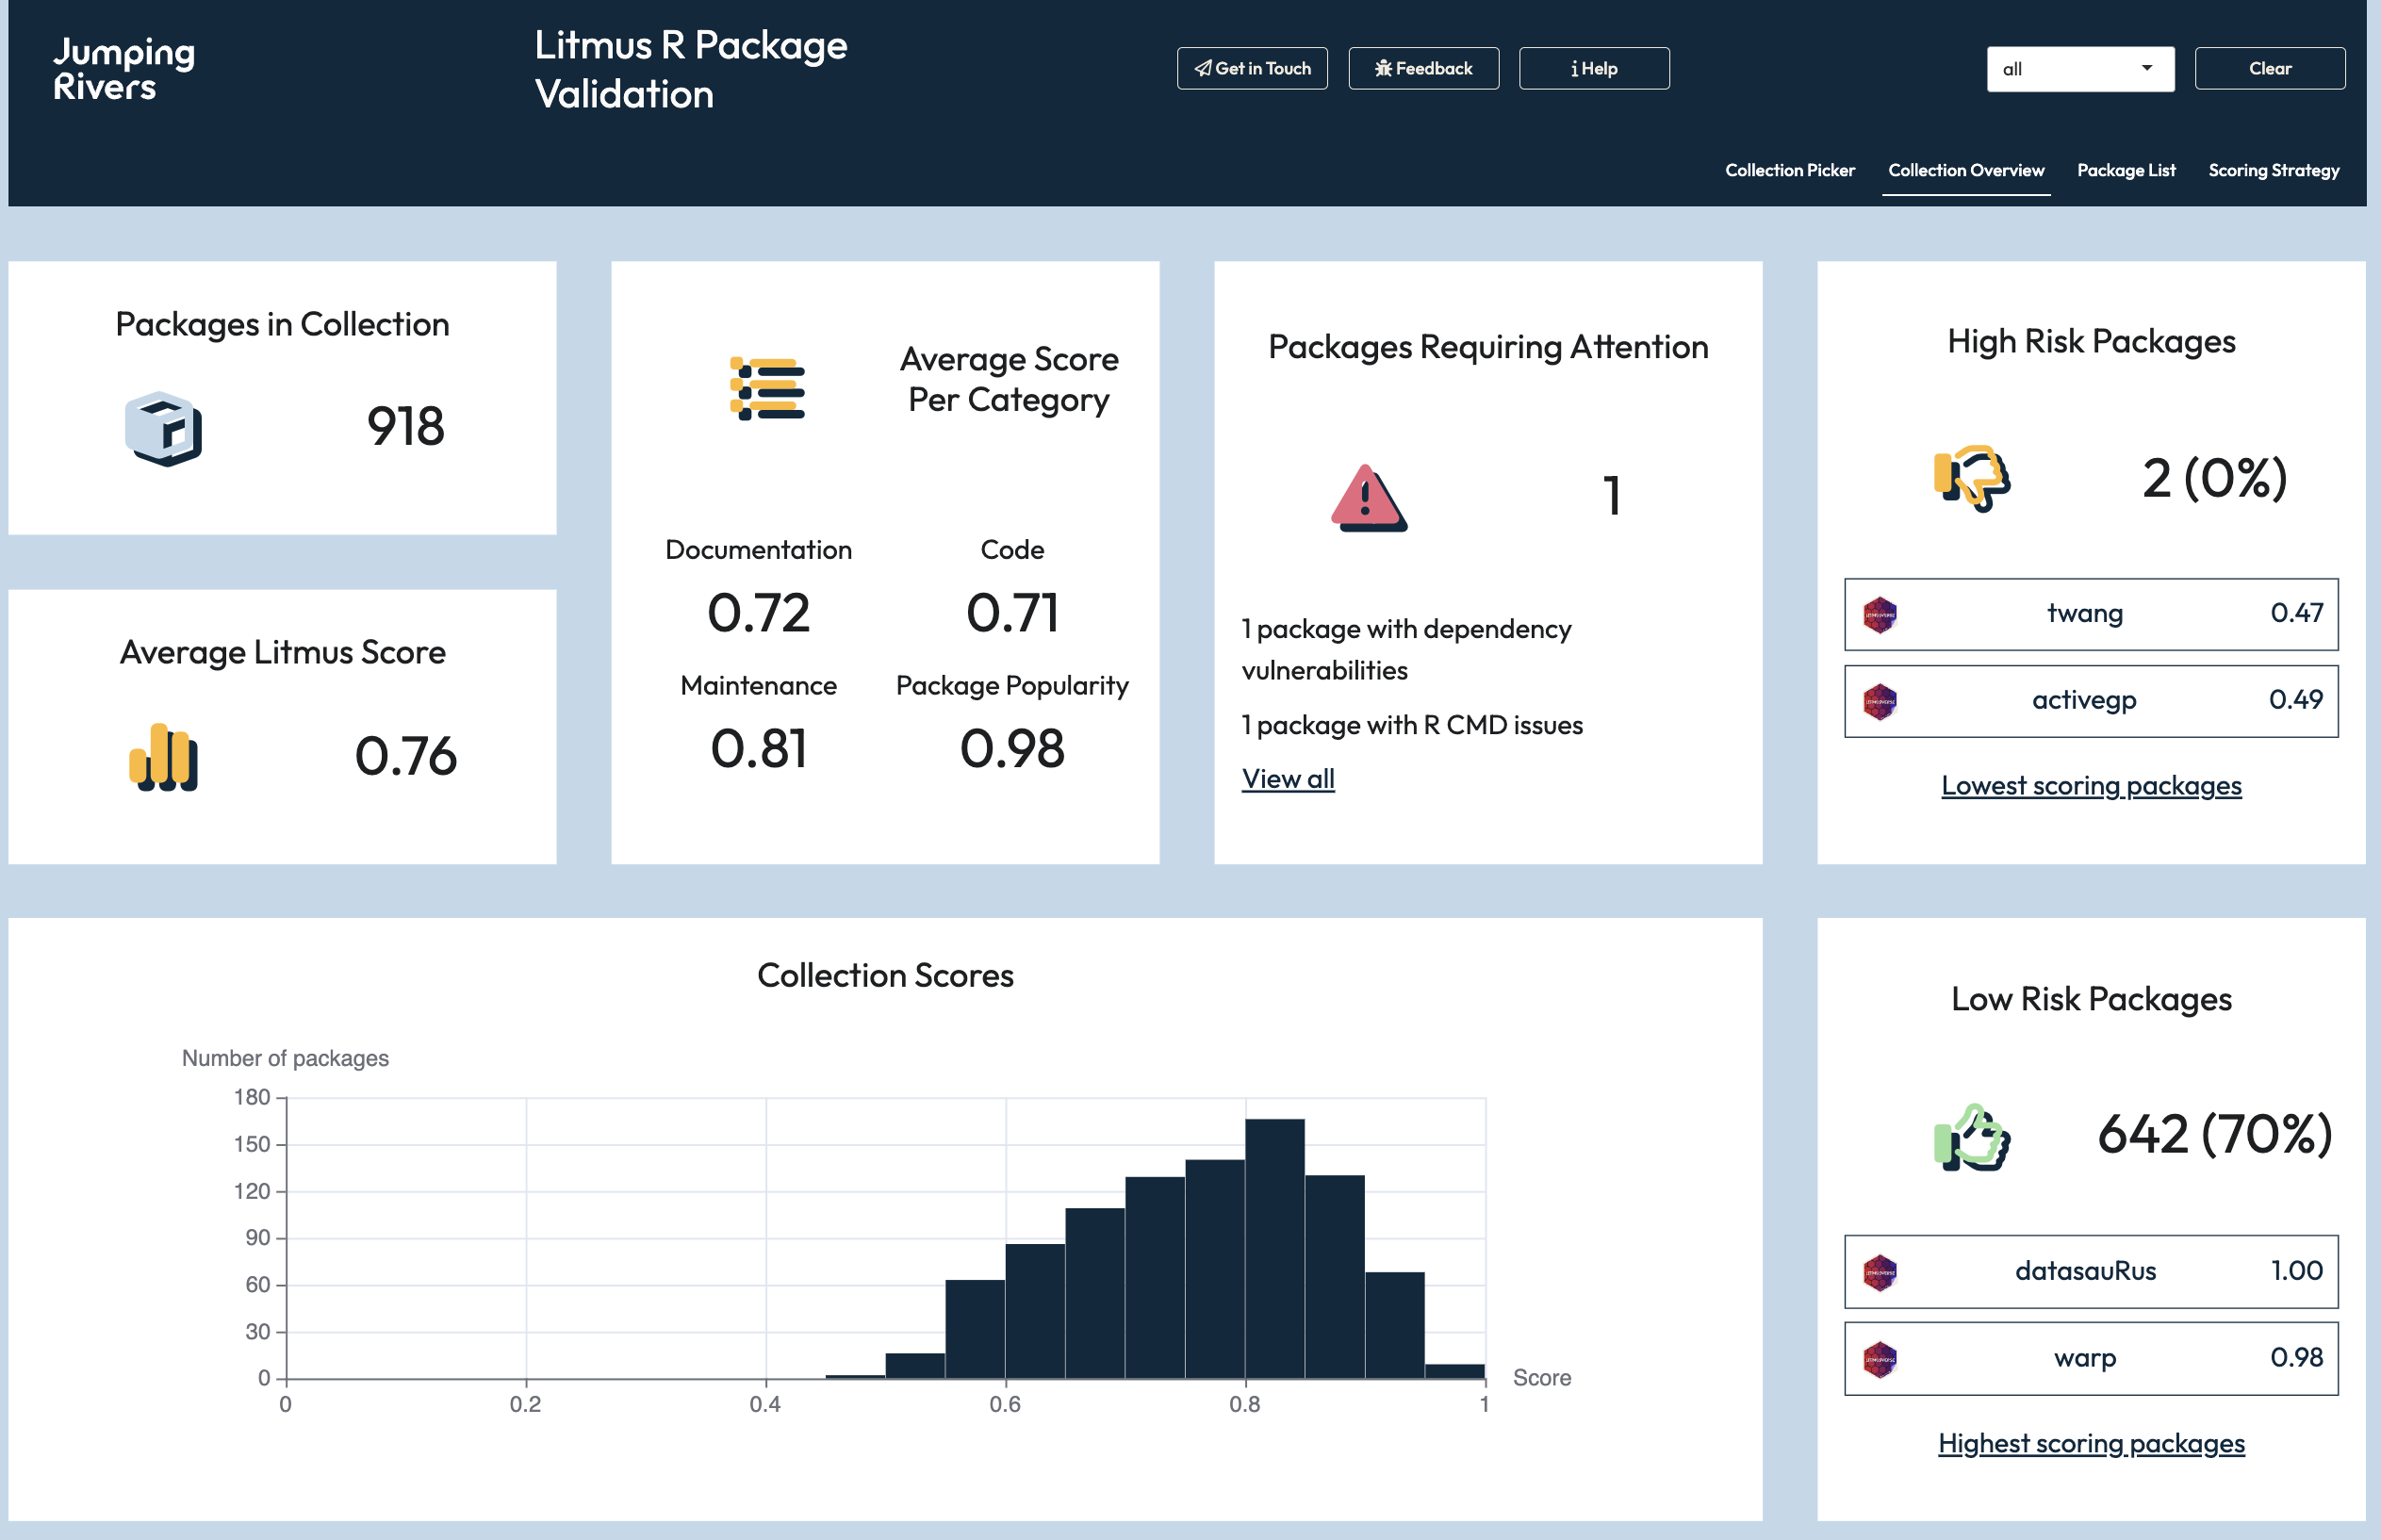 Jumping
Rivers
Litmus R Package
Validation
Get in Touch
Feedback
Help
all
Clear
Collection Picker
Collection Overview
Package List
Scoring Strategy
Packages in Collection
918
Average Litmus Score
0.76
Average Score
Per Category
Documentation
0.72
Code
0.71
Maintenance
0.81
Package Popularity
0.98
Packages Requiring Attention
1
1 package with dependency
vulnerabilities
1 package with R CMD issues
View all
High Risk Packages
2 (0%)
twang 0.47
activegp 0.49
Lowest scoring packages
Collection Scores
Number of packages
180
150
120
90
60
30
0
0 0.2 0.4 0.6 0.8 1
Score
Low Risk Packages
642 (70%)
datasauRus 1.00
warp 0.98
Highest scoring packages